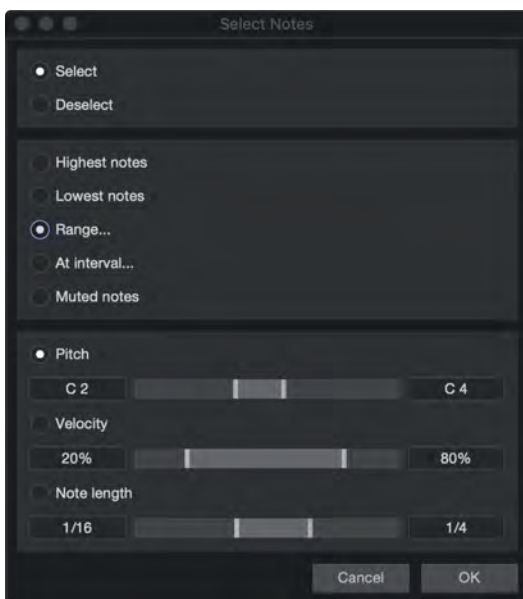 Select Notes
Select
Deselect
Highest notes
Lowest notes
Range...
At interval...
Muted notes
Pitch
C 2 C 4
Velocity
20% 80%
Note length
1/16 1/4
Cancel OK